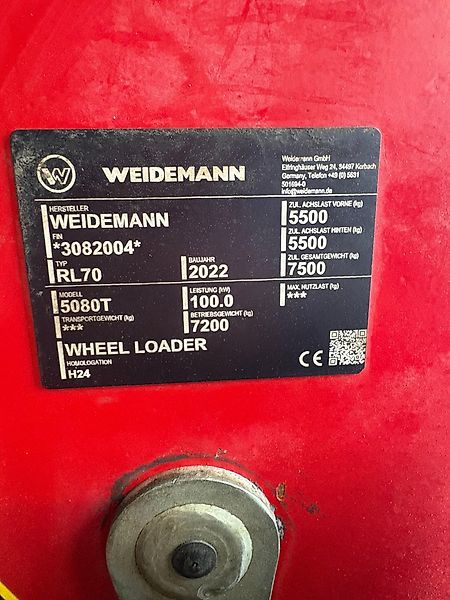 W WEIDEMANN
Weidemann GmbH
Elfringhäuser Weg 24, 34497 Korbach
Germany, Telefon +49 (0) 5631
501694-0
info@weidemann.de
HERSTELLER
WEIDEMANN
FIN
*3082004*
TYP
RL70
BAUJAHR
2022
ZUL. ACHSLAST VORNE (kg)
5500
ZUL. ACHSLAST HINTEN (kg)
5500
ZUL. GESAMTGEWICHT (kg)
7500
MODELL
5080T
LEISTUNG (kW)
100.0
MAX. NUTZLAST (kg)
***
TRANSPORTGEWICHT (kg)
***
BETRIEBSGEWICHT (kg)
7200
WHEEL LOADER
HOMOLOGATION
H24
CE